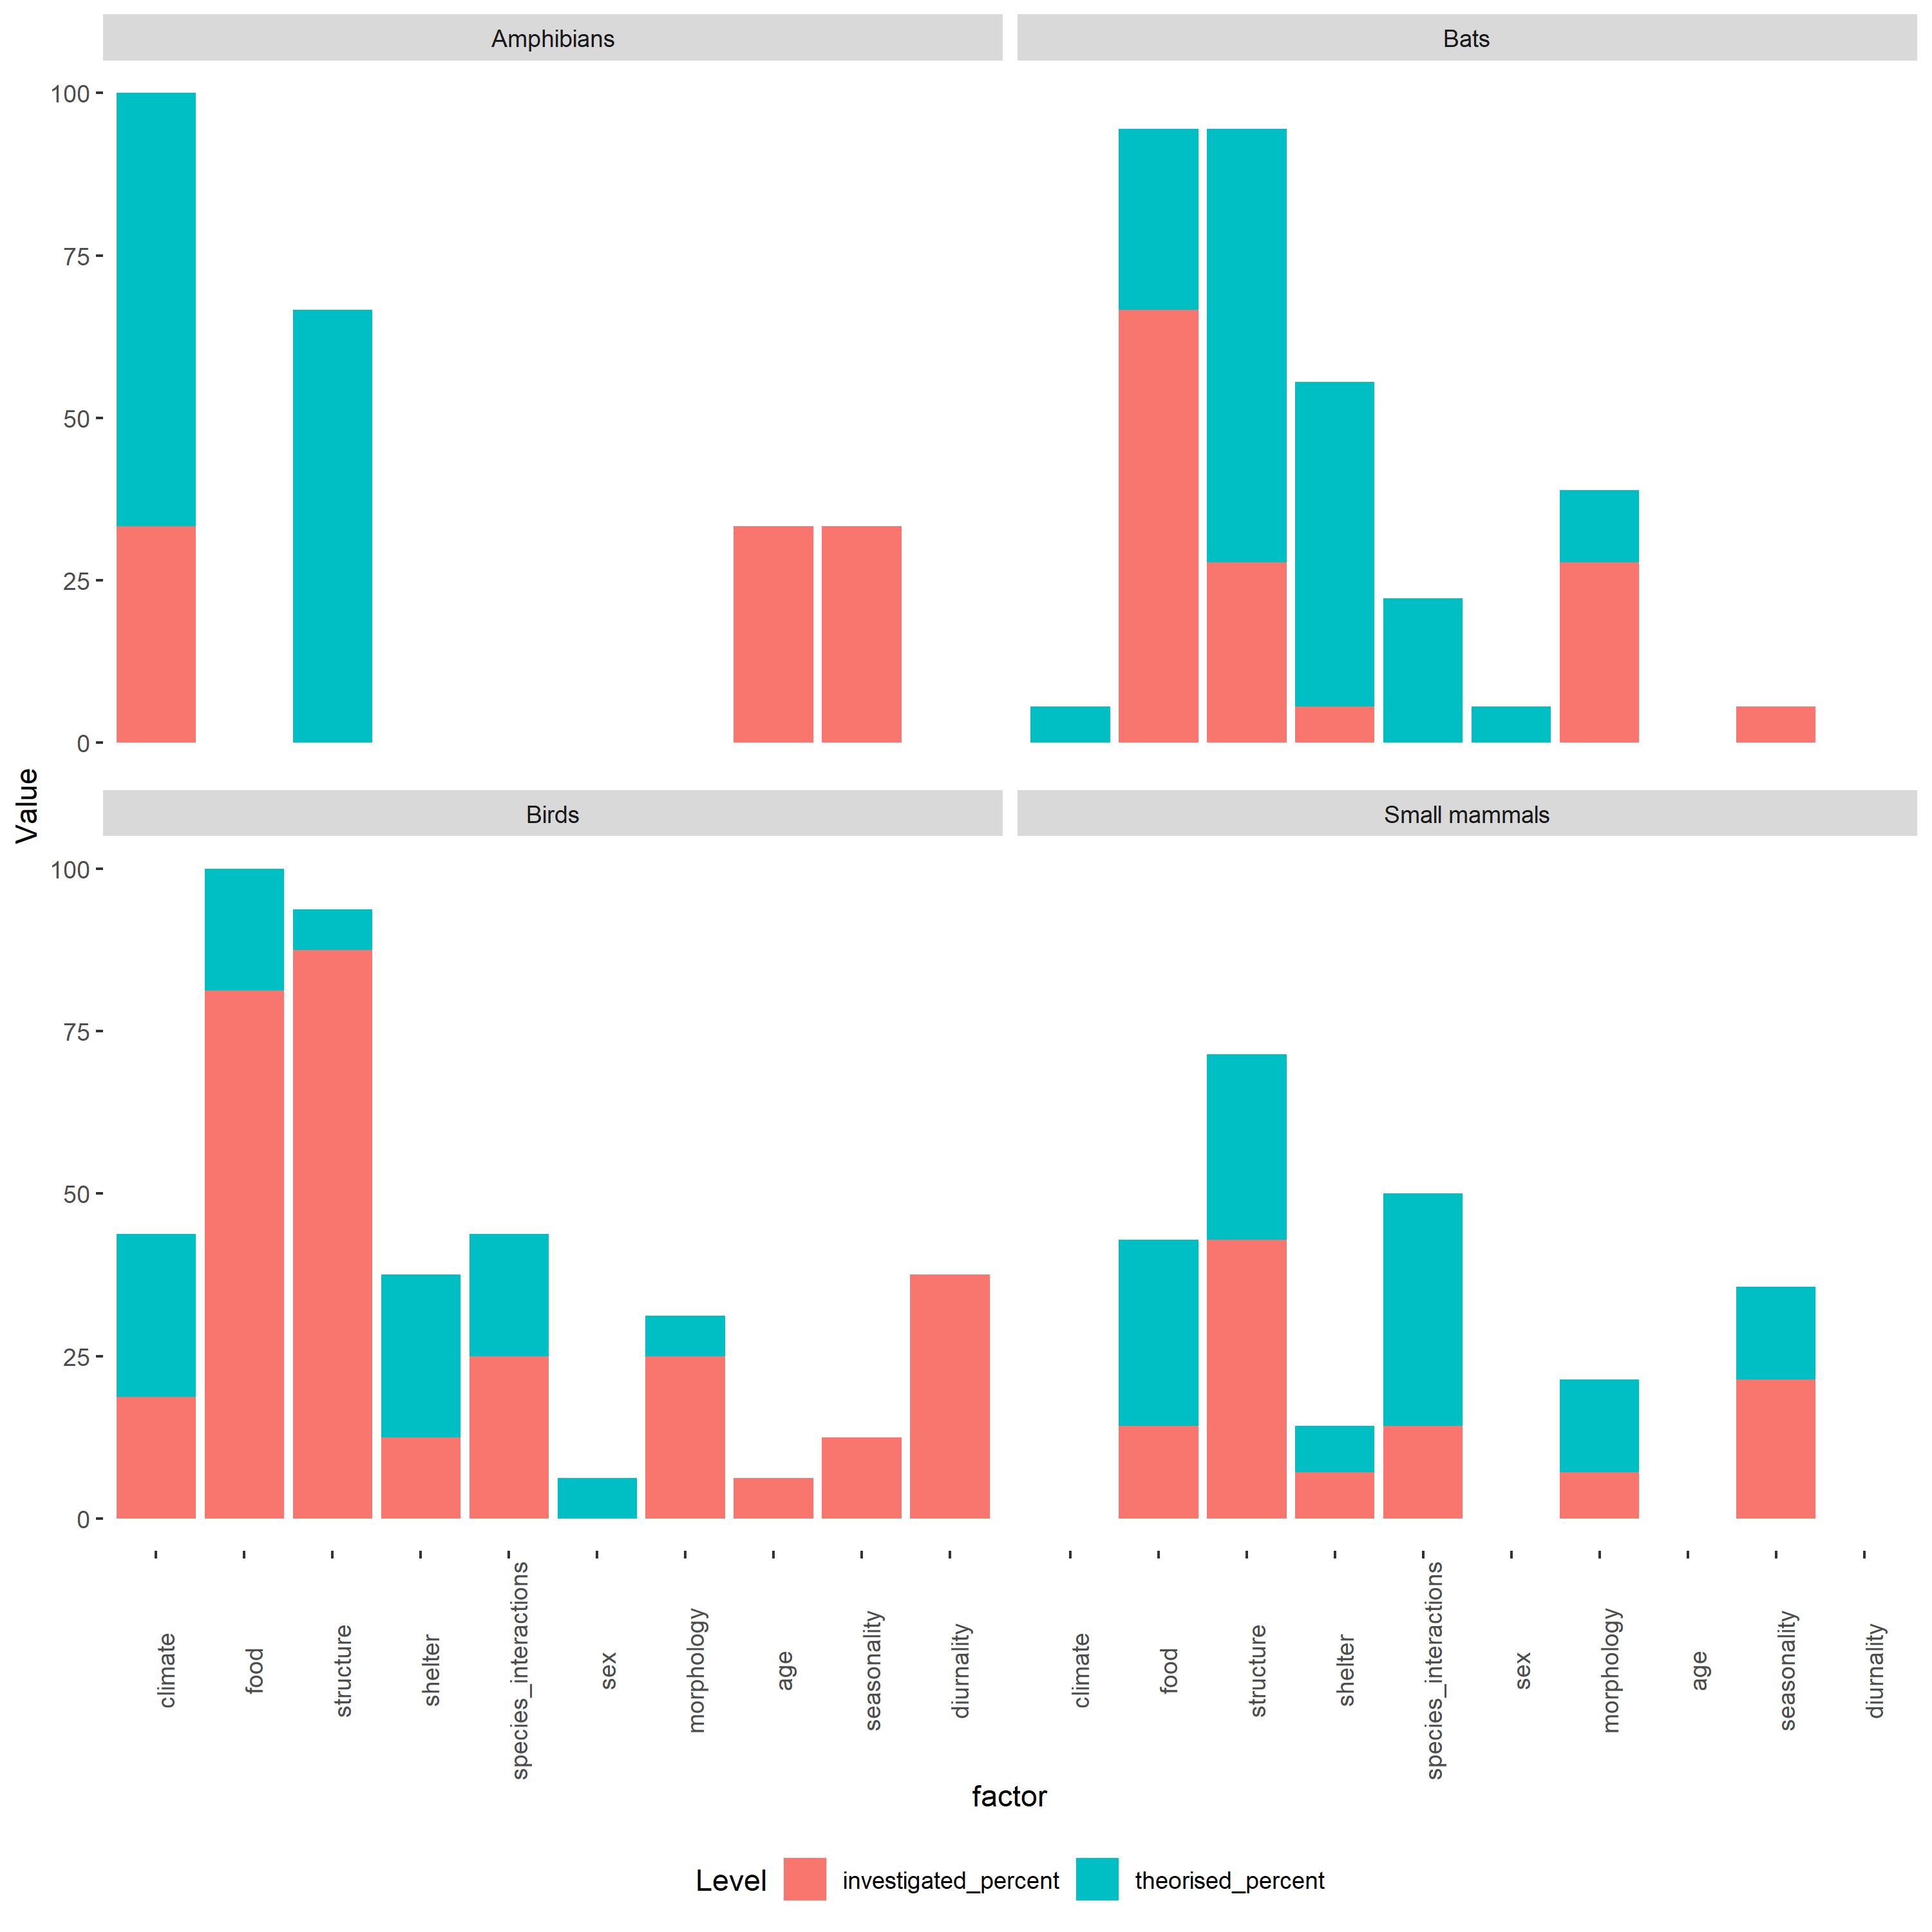 Amphibians
Bats
100
75
50
25
0
Value
Birds
Small mammals
100
75
50
25
0
climate
food
structure
shelter
species_interactions
sex
morphology
age
seasonality
diurnality
climate
food
structure
shelter
species_interactions
sex
morphology
age
seasonality
diurnality
factor
Level investigated_percent theorised_percent